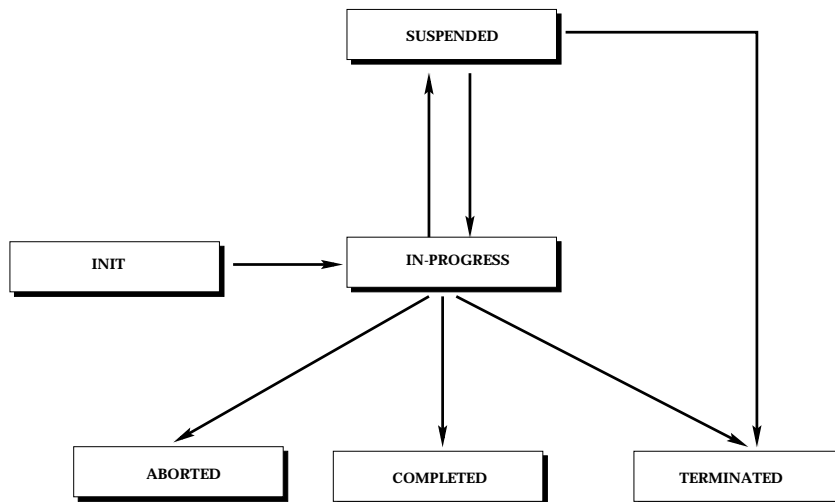 SUSPENDED
INIT
IN-PROGRESS
ABORTED
COMPLETED
TERMINATED